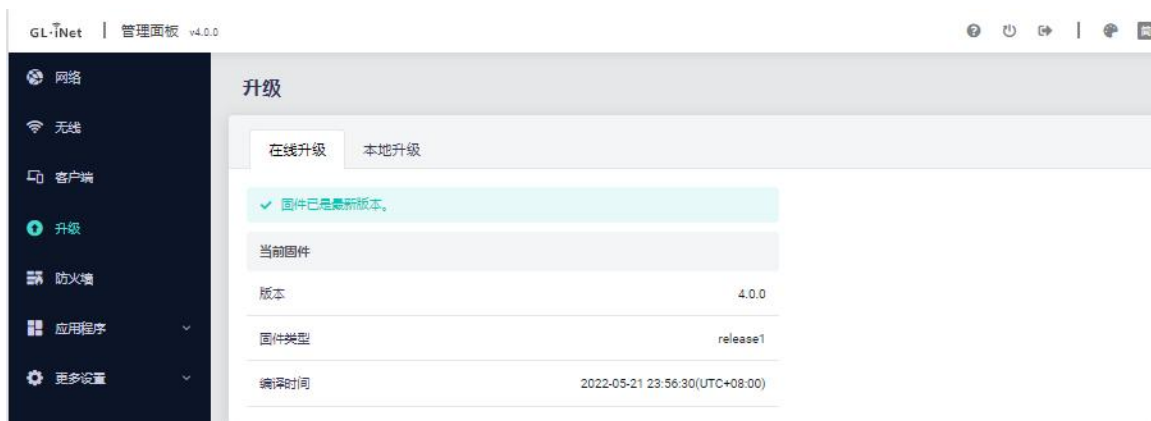 GL·iNet | 管理面板 v4.0.0
简
网络
无线
客户端
升级
防火墙
应用程序
更多设置
升级
在线升级 本地升级
固件已是最新版本。
当前固件
版本 4.0.0
固件类型 release1
编译时间 2022-05-21 23:56:30(UTC+08:00)